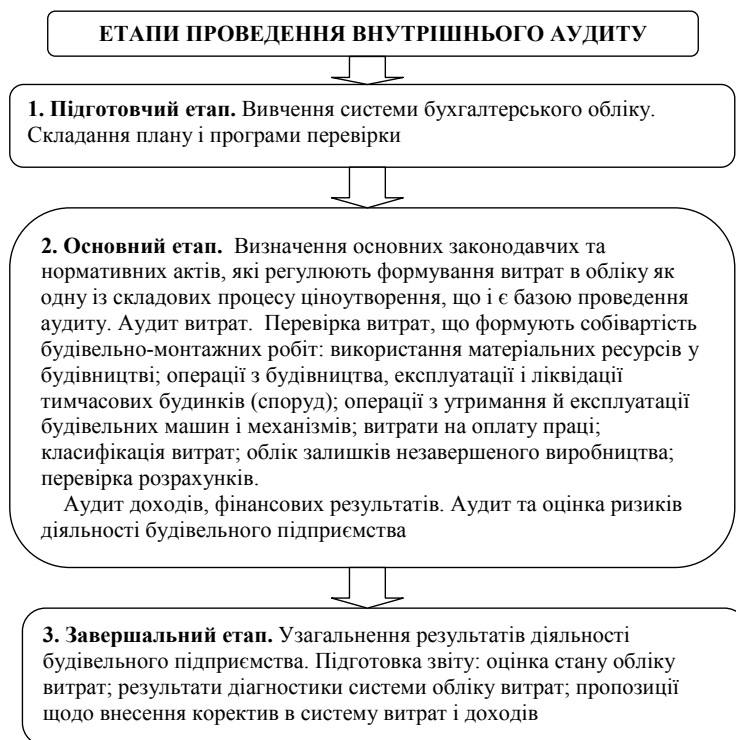 ЕТАПИ ПРОВЕДЕННЯ ВНУТРІШНЬОГО АУДИТУ
1. Підготовчий етап. Вивчення системи бухгалтерського обліку.
Складання плану і програми перевірки
2. Основний етап. Визначення основних законодавчих та
нормативних актів, які регулюють формування витрат в обліку як
одну із складових процесу ціноутворення, що і є базою проведення
аудиту. Аудит витрат. Перевірка витрат, що формують собівартість
будівельно-монтажних робіт: використання матеріальних ресурсів у
будівництві; операції з будівництва, експлуатації і ліквідації
тимчасових будинків (споруд); операції з утримання й експлуатації
будівельних машин і механізмів; витрати на оплату праці;
класифікація витрат; облік залишків незавершеного виробництва;
перевірка розрахунків.
Аудит доходів, фінансових результатів. Аудит та оцінка ризиків
діяльності будівельного підприємства
3. Завершальний етап. Узагальнення результатів діяльності
будівельного підприємства. Підготовка звіту: оцінка стану обліку
витрат; результати діагностики системи обліку витрат; пропозиції
щодо внесення коректив в систему витрат і доходів